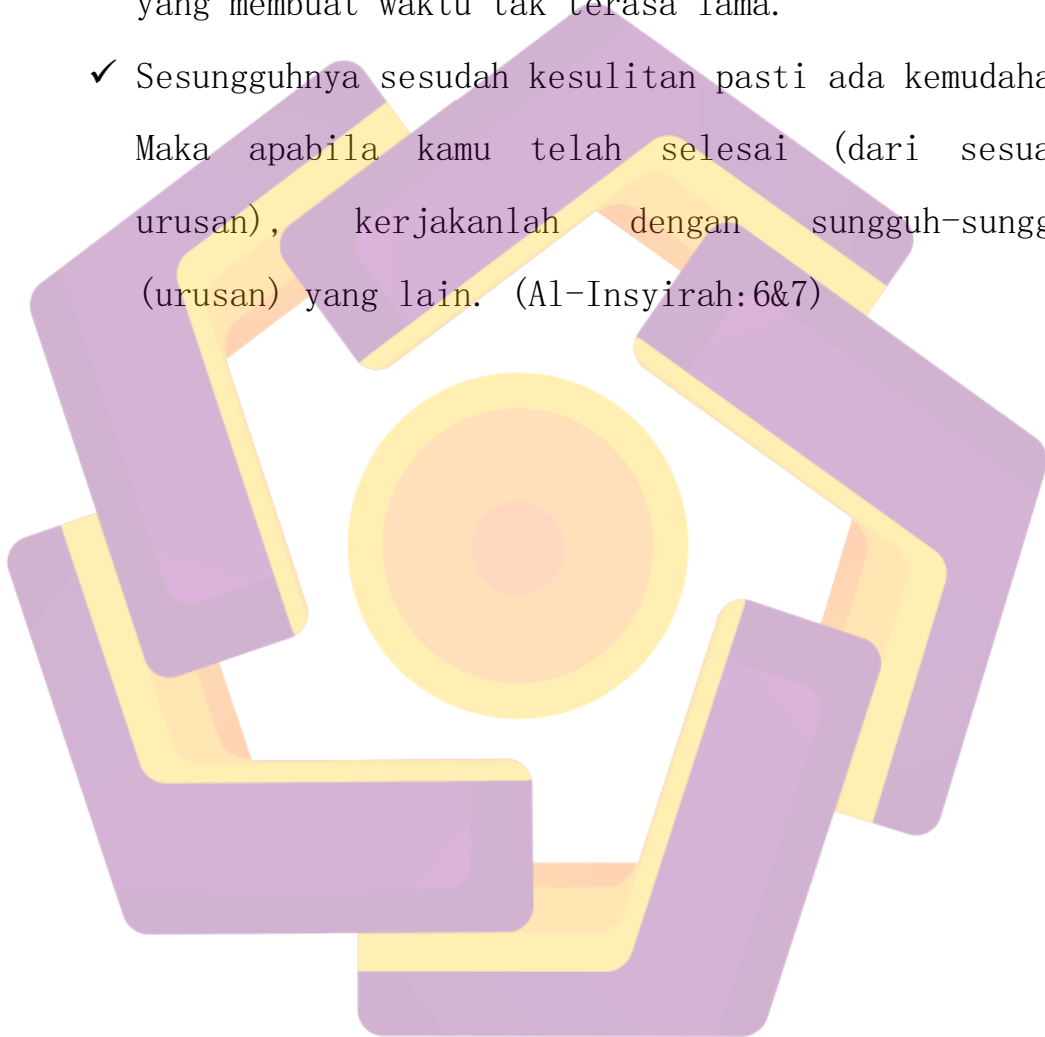 yang membuat waktu tak terasa lama.
✓ Sesungguhnya sesudah kesulitan pasti ada kemudaha
Maka apabila kamu telah selesai (dari sesua
urusan), kerjakanlah dengan sungguh-sungg
(urusan) yang lain. (Al-Insyirah:6&7)